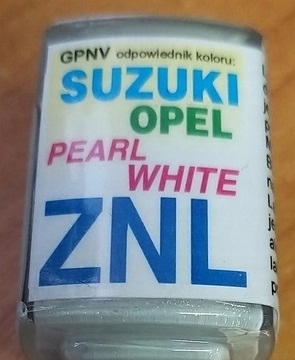 GPNV odpowiednik koloru:
SUZUKI
OPEL
PEARL
WHITE
ZNL